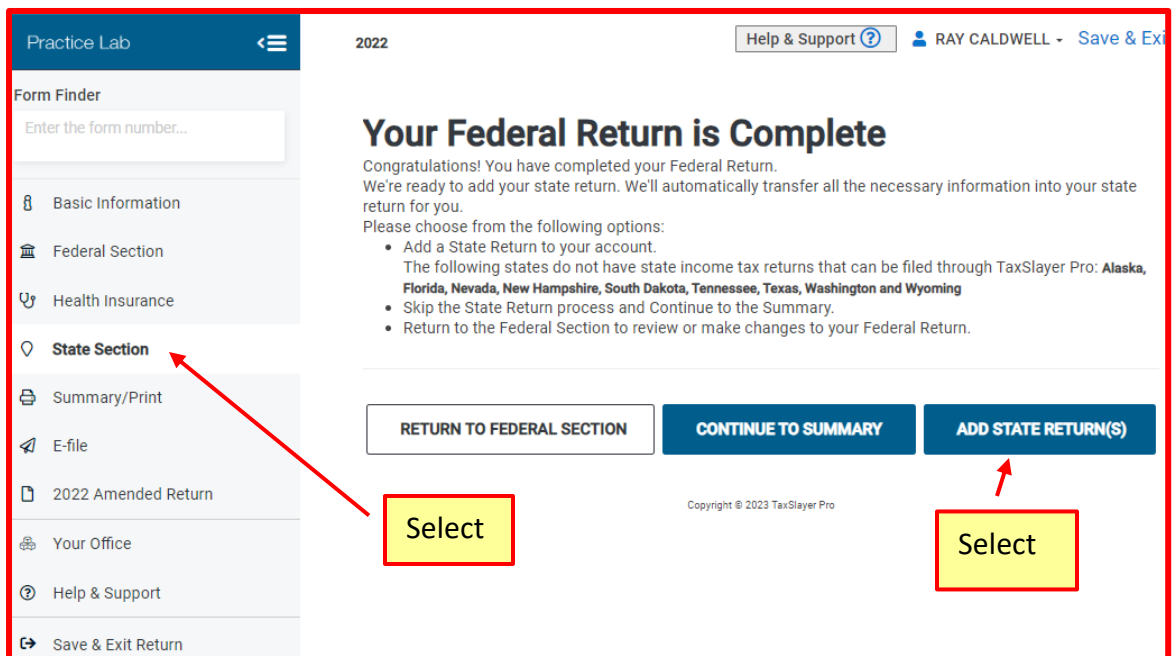 Practice Lab
2022
Help & Support
RAY CALDWELL
Save & Exi
Form Finder
Enter the form number...
Basic Information
Federal Section
Health Insurance
State Section
Summary/Print
E-file
2022 Amended Return
Your Office
Help & Support
Save & Exit Return
Your Federal Return is Complete
Congratulations! You have completed your Federal Return.
We're ready to add your state return. We'll automatically transfer all the necessary information into your state
return for you.
Please choose from the following options:
• Add a State Return to your account.
The following states do not have state income tax returns that can be filed through TaxSlayer Pro: Alaska,
Florida, Nevada, New Hampshire, South Dakota, Tennessee, Texas, Washington and Wyoming
• Skip the State Return process and Continue to the Summary.
• Return to the Federal Section to review or make changes to your Federal Return.
RETURN TO FEDERAL SECTION
CONTINUE TO SUMMARY
ADD STATE RETURN(S)
Copyright © 2023 TaxSlayer Pro
Select
Select